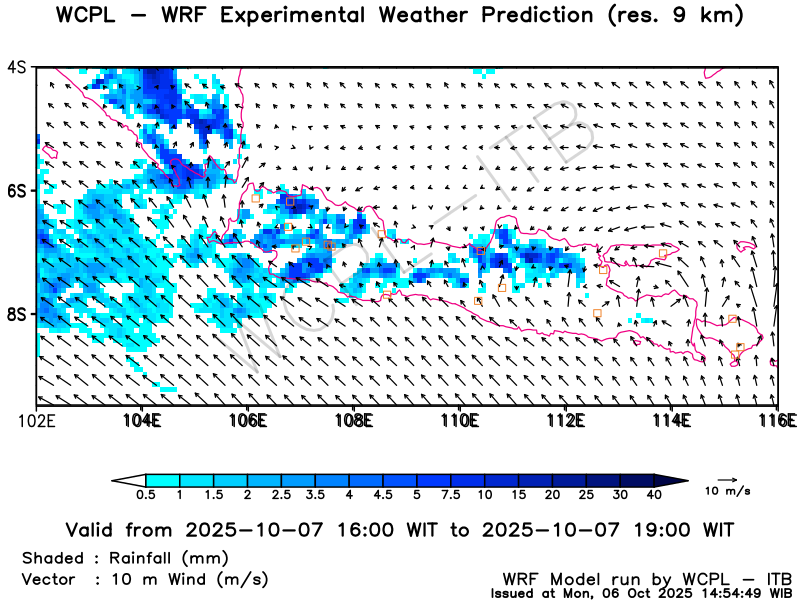 WCPL – WRF Experimental Weather Prediction (res. 9 km)
4S
6S
8S
102E 104E 106E 108E 110E 112E 114E 116E
WCPL–ITB
0.5 1 1.5 2 2.5 3.5 4 4.5 5 7.5 10 15 20 25 30 40
10 m/s
Valid from 2025–10–07 16:00 WIT to 2025–10–07 19:00 WIT
Shaded : Rainfall (mm)
Vector : 10 m Wind (m/s)
WRF Model run by WCPL – ITB
Issued at Mon, 06 Oct 2025 14:54:49 WIB